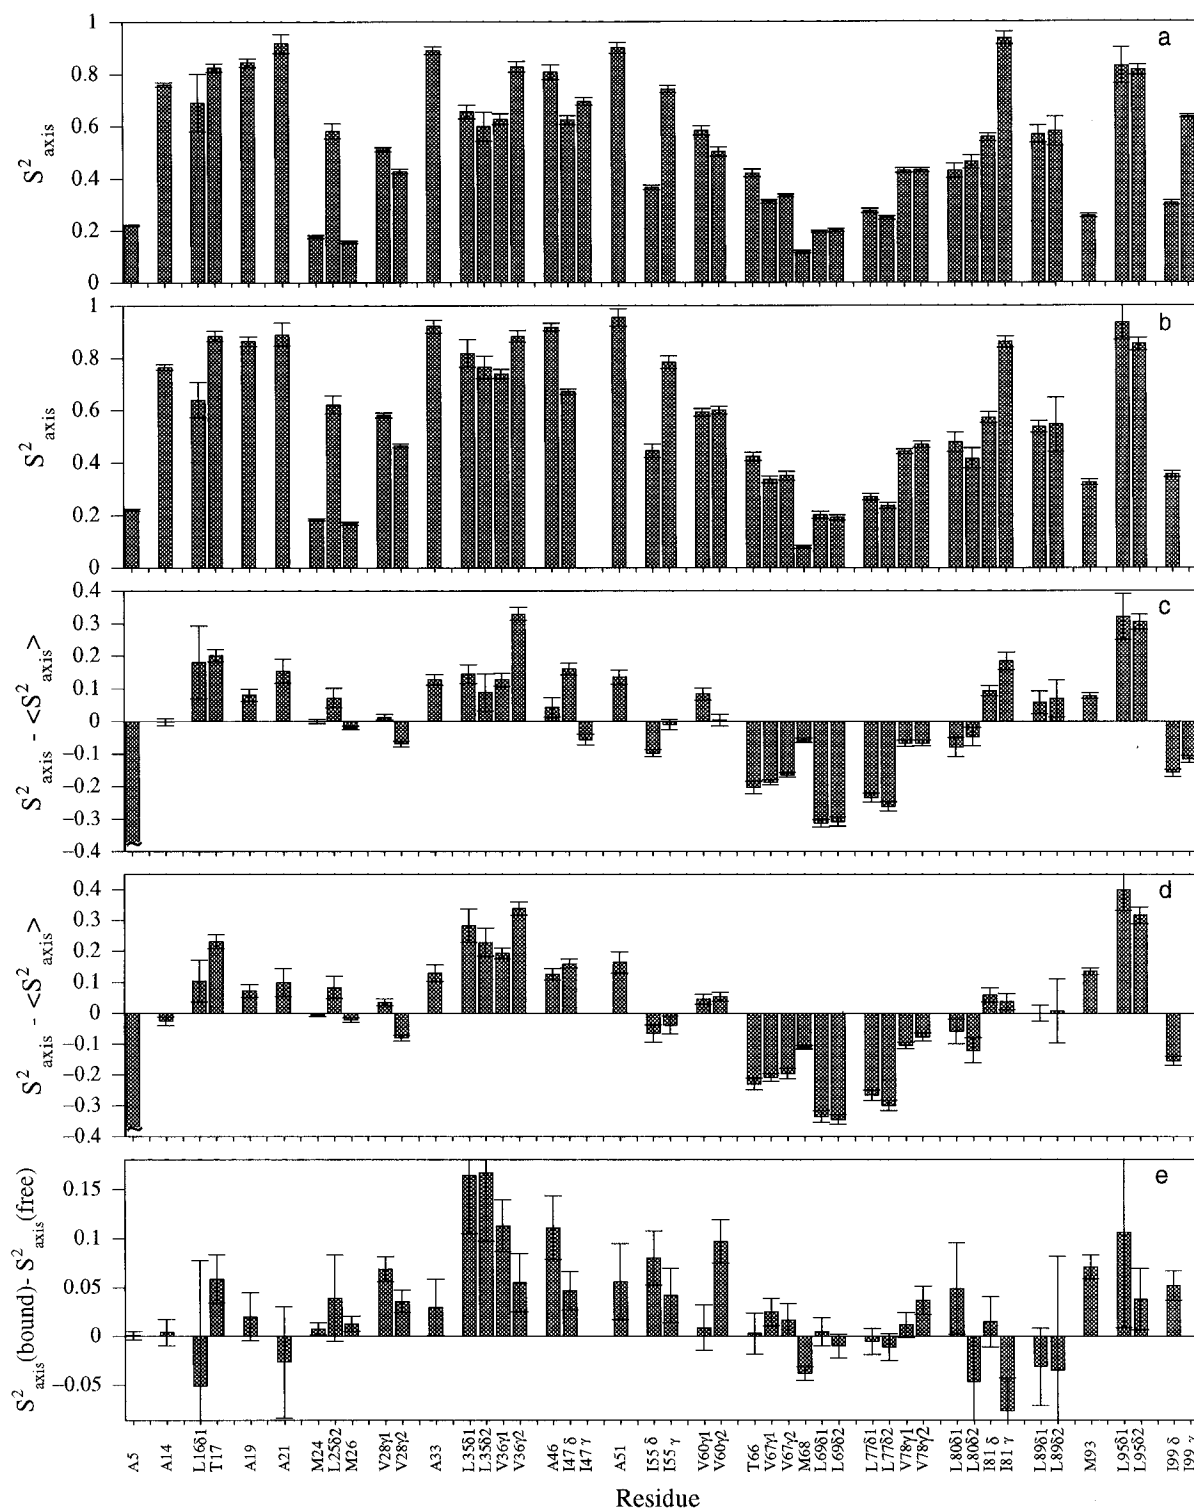 a
S²axis
1
0.8
0.6
0.4
0.2
0
b
S²axis
1
0.8
0.6
0.4
0.2
0
c
S²axis - <S²axis>
0.4
0.3
0.2
0.1
0
−0.1
−0.2
−0.3
−0.4
d
S²axis - <S²axis>
0.4
0.3
0.2
0.1
0
−0.1
−0.2
−0.3
−0.4
e
S²axis(bound)- S²axis(free)
0.15
0.1
0.05
0
−0.05
A5
A14
L16δ1
T17
A19
A21
M24
L25δ2
M26
V28γ1
V28γ2
A33
L35δ1
L35δ2
V36γ1
V36γ2
A46
I47 δ
I47 γ
A51
I55 δ
I55 γ
V60γ1
V60γ2
T66
V67γ1
V67γ2
M68
L69δ1
L69δ2
L77δ1
L77δ2
V78γ1
V78γ2
L80δ1
L80δ2
I81 δ
I81 γ
L89δ1
L89δ2
M93
L95δ1
L95δ2
I99 δ
I99 γ
Residue